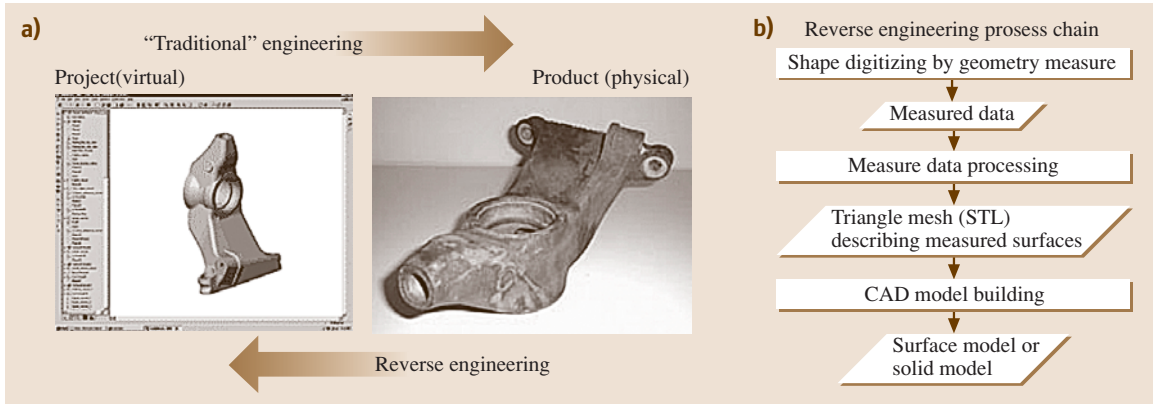 a)
"Traditional" engineering
Project(virtual)
Product (physical)
Reverse engineering
b)
Reverse engineering prosess chain
Shape digitizing by geometry measure
Measured data
Measure data processing
Triangle mesh (STL)
describing measured surfaces
CAD model building
Surface model or
solid model